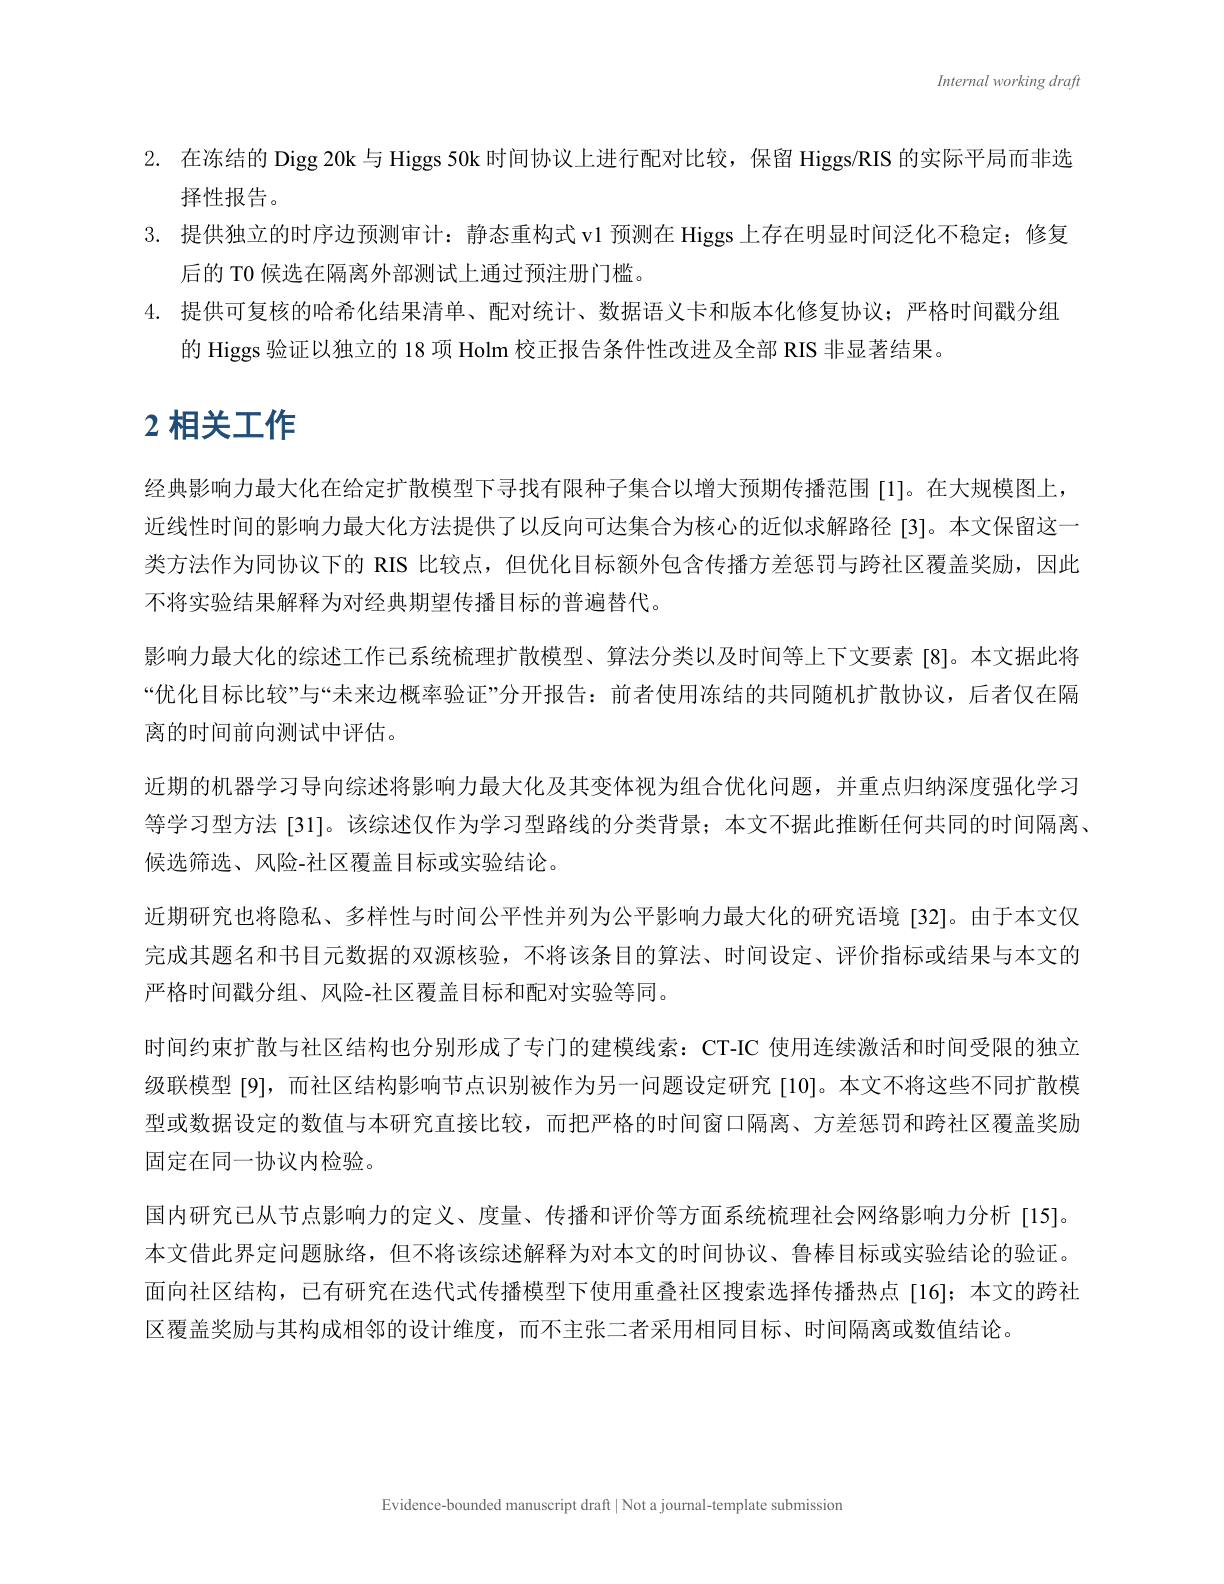 Internal working draft
2. 在冻结的 Digg 20k 与 Higgs 50k 时间协议上进行配对比较，保留 Higgs/RIS 的实际平局而非选
择性报告。
3. 提供独立的时序边预测审计：静态重构式 v1 预测在 Higgs 上存在明显时间泛化不稳定；修复
后的 T0 候选在隔离外部测试上通过预注册门槛。
4. 提供可复核的哈希化结果清单、配对统计、数据语义卡和版本化修复协议；严格时间戳分组
的 Higgs 验证以独立的 18 项 Holm 校正报告条件性改进及全部 RIS 非显著结果。
2 相关工作
经典影响力最大化在给定扩散模型下寻找有限种子集合以增大预期传播范围 [1]。在大规模图上，
近线性时间的影响力最大化方法提供了以反向可达集合为核心的近似求解路径 [3]。本文保留这一
类方法作为同协议下的 RIS 比较点，但优化目标额外包含传播方差惩罚与跨社区覆盖奖励，因此
不将实验结果解释为对经典期望传播目标的普遍替代。
影响力最大化的综述工作已系统梳理扩散模型、算法分类以及时间等上下文要素 [8]。本文据此将
“优化目标比较”与“未来边概率验证”分开报告：前者使用冻结的共同随机扩散协议，后者仅在隔
离的时间前向测试中评估。
近期的机器学习导向综述将影响力最大化及其变体视为组合优化问题，并重点归纳深度强化学习
等学习型方法 [31]。该综述仅作为学习型路线的分类背景；本文不据此推断任何共同的时间隔离、
候选筛选、风险-社区覆盖目标或实验结论。
近期研究也将隐私、多样性与时间公平性并列为公平影响力最大化的研究语境 [32]。由于本文仅
完成其题名和书目元数据的双源核验，不将该条目的算法、时间设定、评价指标或结果与本文的
严格时间戳分组、风险-社区覆盖目标和配对实验等同。
时间约束扩散与社区结构也分别形成了专门的建模线索：CT-IC 使用连续激活和时间受限的独立
级联模型 [9]，而社区结构影响节点识别被作为另一问题设定研究 [10]。本文不将这些不同扩散模
型或数据设定的数值与本研究直接比较，而把严格的时间窗口隔离、方差惩罚和跨社区覆盖奖励
固定在同一协议内检验。
国内研究已从节点影响力的定义、度量、传播和评价等方面系统梳理社会网络影响力分析 [15]。
本文借此界定问题脉络，但不将该综述解释为对本文的时间协议、鲁棒目标或实验结论的验证。
面向社区结构，已有研究在迭代式传播模型下使用重叠社区搜索选择传播热点 [16]；本文的跨社
区覆盖奖励与其构成相邻的设计维度，而不主张二者采用相同目标、时间隔离或数值结论。
Evidence-bounded manuscript draft | Not a journal-template submission